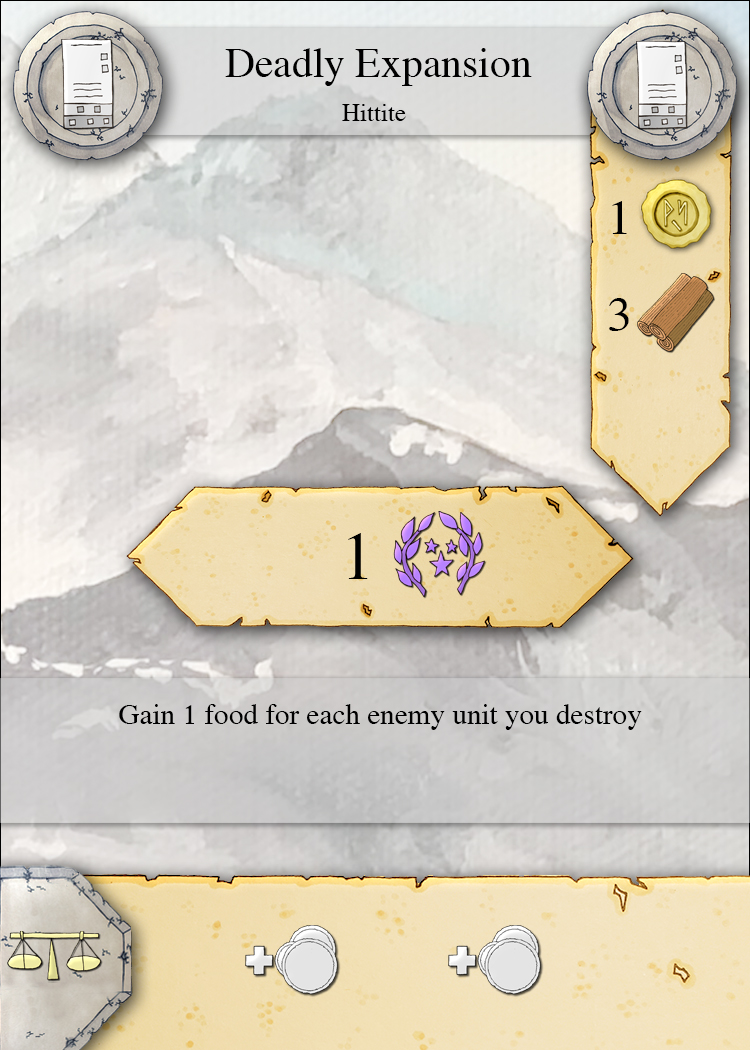 Deadly Expansion
Hittite
1
3
1
Gain 1 food for each enemy unit you destroy